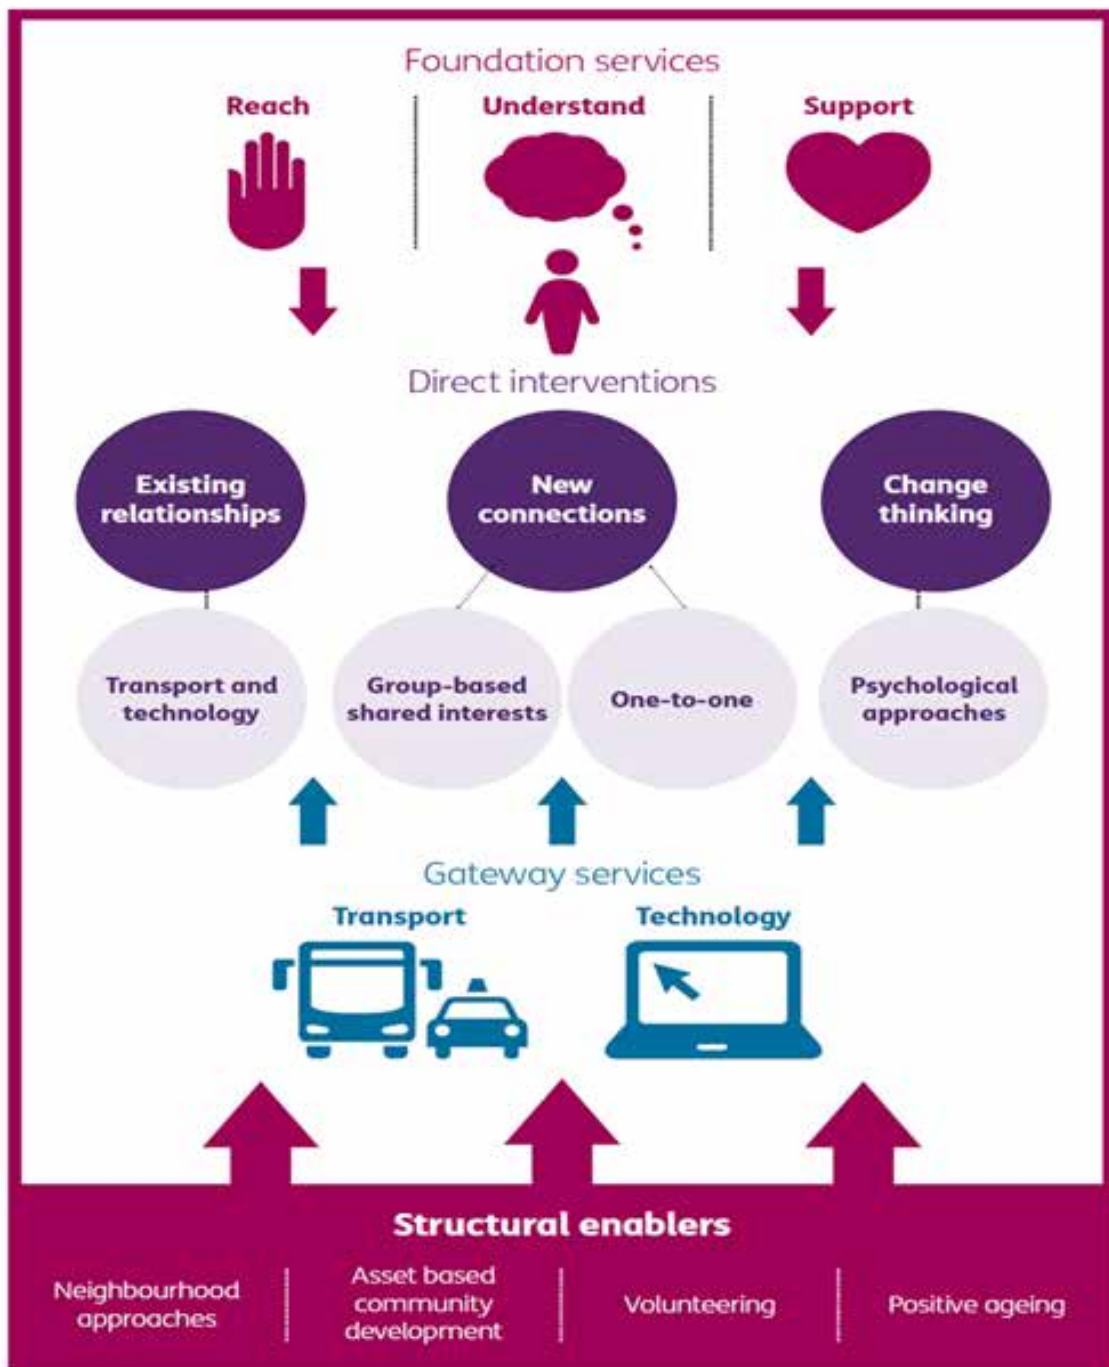 Foundation services
Reach
Understand
Support
Direct interventions
Existing
relationships
New
connections
Change
thinking
Transport and
technology
Group-based
shared interests
One-to-one
Psychological
approaches
Gateway services
Transport
Technology
Structural enablers
Neighbourhood
approaches
Asset based
community
development
Volunteering
Positive ageing